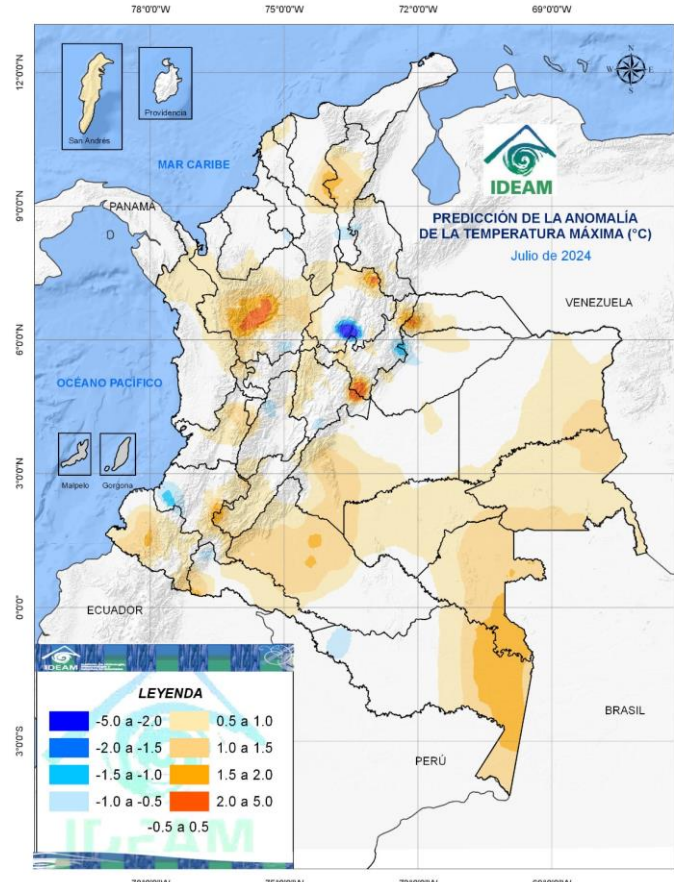 78°0'0"W 75°0'0"W 72°0'0"W 69°0'0"W
12°0'0"N
9°0'0"N
6°0'0"N
3°0'0"N
0°0'0"
3°0'0"S
San Andrés
Providencia
MAR CARIBE
IDEAM
PREDICCIÓN DE LA ANOMALÍA
DE LA TEMPERATURA MÁXIMA (°C)
Julio de 2024
PANAMÁ
D
VENEZUELA
OCÉANO PACÍFICO
Malpelo
Gorgona
ECUADOR
BRASIL
PERÚ
N
W E
S
IDEAM
LEYENDA
-5.0 a -2.0 0.5 a 1.0
-2.0 a -1.5 1.0 a 1.5
-1.5 a -1.0 1.5 a 2.0
-1.0 a -0.5 2.0 a 5.0
-0.5 a 0.5
IDEAM